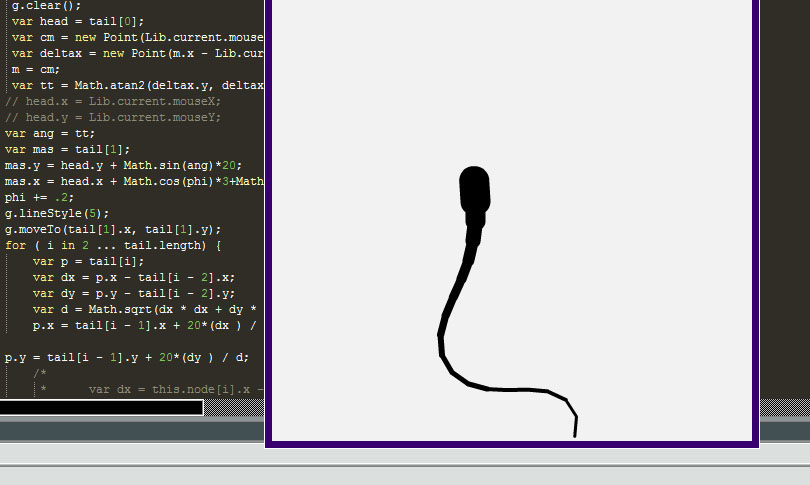 g.clear();
var head = tail[0];
var cm = new Point(Lib.current.mouse
var deltax = new Point(m.x - Lib.cur
m = cm;
var tt = Math.atan2(deltax.y, deltax
// head.x = Lib.current.mouseX;
// head.y = Lib.current.mouseY;
var ang = tt;
var mas = tail[1];
mas.y = head.y + Math.sin(ang)*20;
mas.x = head.x + Math.cos(phi)*3+Math
phi += .2;
g.lineStyle(5);
g.moveTo(tail[1].x, tail[1].y);
for ( i in 2 ... tail.length) {
var p = tail[i];
var dx = p.x - tail[i - 2].x;
var dy = p.y - tail[i - 2].y;
var d = Math.sqrt(dx * dx + dy *
p.x = tail[i - 1].x + 20*(dx ) /
p.y = tail[i - 1].y + 20*(dy ) / d;
/*
* var dx = this.node[i].x -